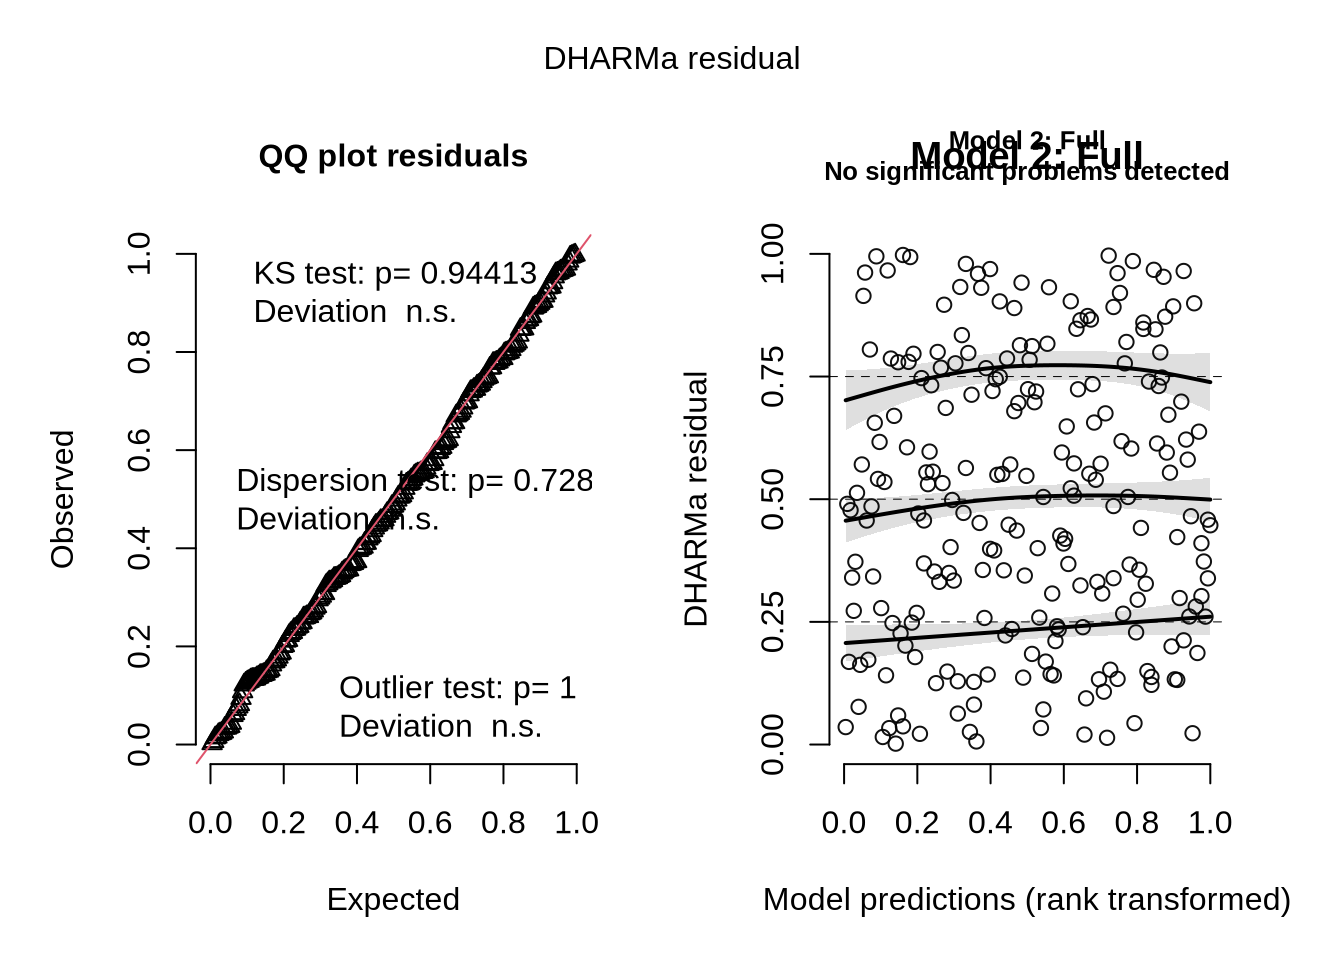 DHARMa residual
QQ plot residuals
KS test: p= 0.94413
Deviation  n.s.
Dispersion test: p= 0.728
Deviation  n.s.
Outlier test: p= 1
Deviation  n.s.
Observed
0.0 0.2 0.4 0.6 0.8 1.0
0.0 0.2 0.4 0.6 0.8 1.0
Expected
Model 2: Full
Model 2: Full
No significant problems detected
DHARMa residual
0.00 0.25 0.50 0.75 1.00
0.0 0.2 0.4 0.6 0.8 1.0
Model predictions (rank transformed)